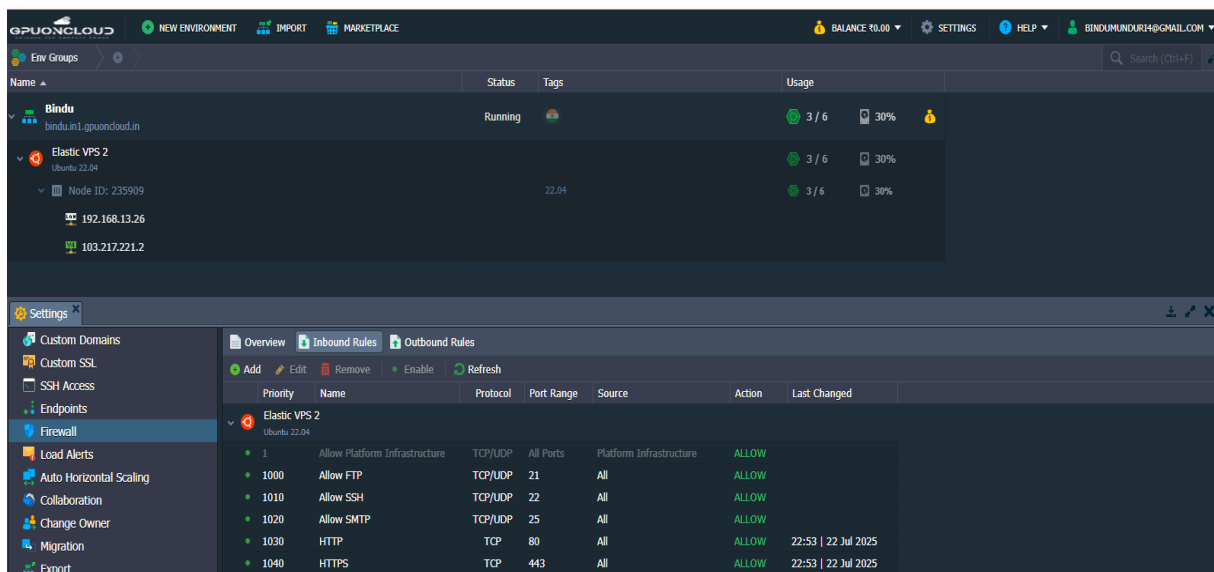 GPUONCLOUD NEW ENVIRONMENT IMPORT MARKETPLACE BALANCE ₹0.00 SETTINGS HELP BINDUMUNDURI4@GMAIL.COM
Env Groups Search (Ctrl+F)
Name Status Tags Usage
Bindu Running 3 / 6 30%
bindu.in1.gpuoncloud.in
Elastic VPS 2 3 / 6 30%
Ubuntu 22.04
Node ID: 235909 22.04 3 / 6 30%
LAN 192.168.13.26
103.217.221.2
Settings
Custom Domains
Custom SSL
SSH Access
Endpoints
Firewall
Load Alerts
Auto Horizontal Scaling
Collaboration
Change Owner
Migration
Export
Overview Inbound Rules Outbound Rules
Add Edit Remove Enable Refresh
Priority Name Protocol Port Range Source Action Last Changed
Elastic VPS 2
Ubuntu 22.04
1 Allow Platform Infrastructure TCP/UDP All Ports Platform Infrastructure ALLOW
1000 Allow FTP TCP/UDP 21 All ALLOW
1010 Allow SSH TCP/UDP 22 All ALLOW
1020 Allow SMTP TCP/UDP 25 All ALLOW
1030 HTTP TCP 80 All ALLOW 22:53 | 22 Jul 2025
1040 HTTPS TCP 443 All ALLOW 22:53 | 22 Jul 2025